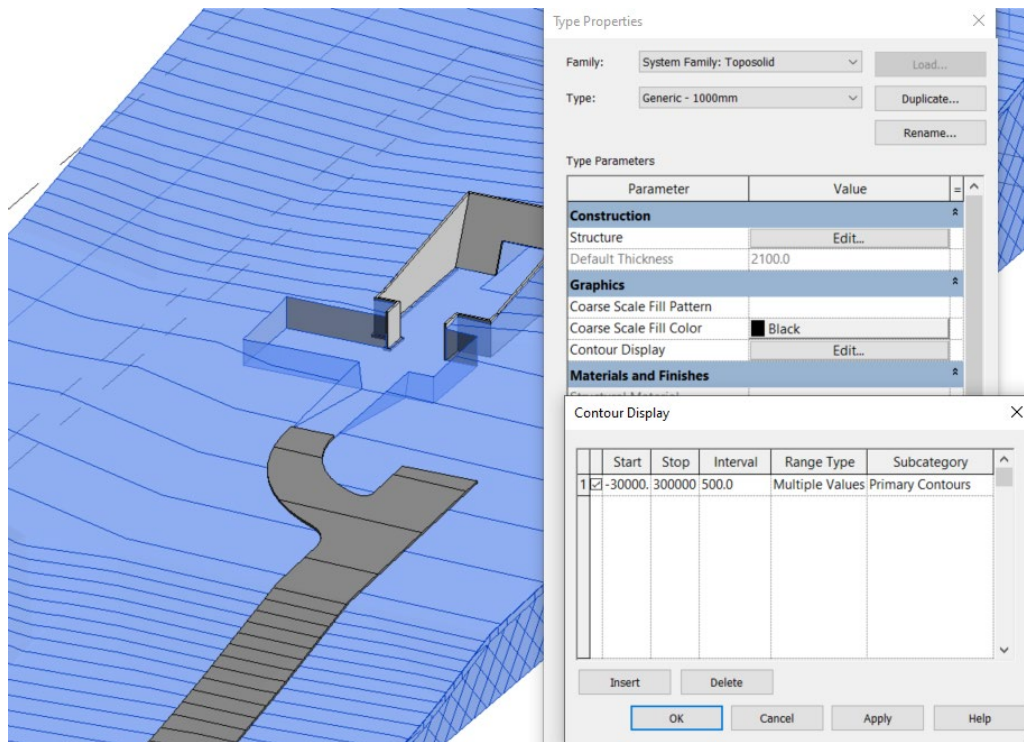 Type Properties
Family: System Family: Toposolid Load...
Type: Generic - 1000mm Duplicate...
Rename...
Type Parameters
Parameter Value =
Construction
Structure Edit...
Default Thickness 2100.0
Graphics
Coarse Scale Fill Pattern
Coarse Scale Fill Color Black
Contour Display Edit...
Materials and Finishes
Contour Display
Start Stop Interval Range Type Subcategory
1 -30000. 300000 500.0 Multiple Values Primary Contours
Insert Delete
OK Cancel Apply Help